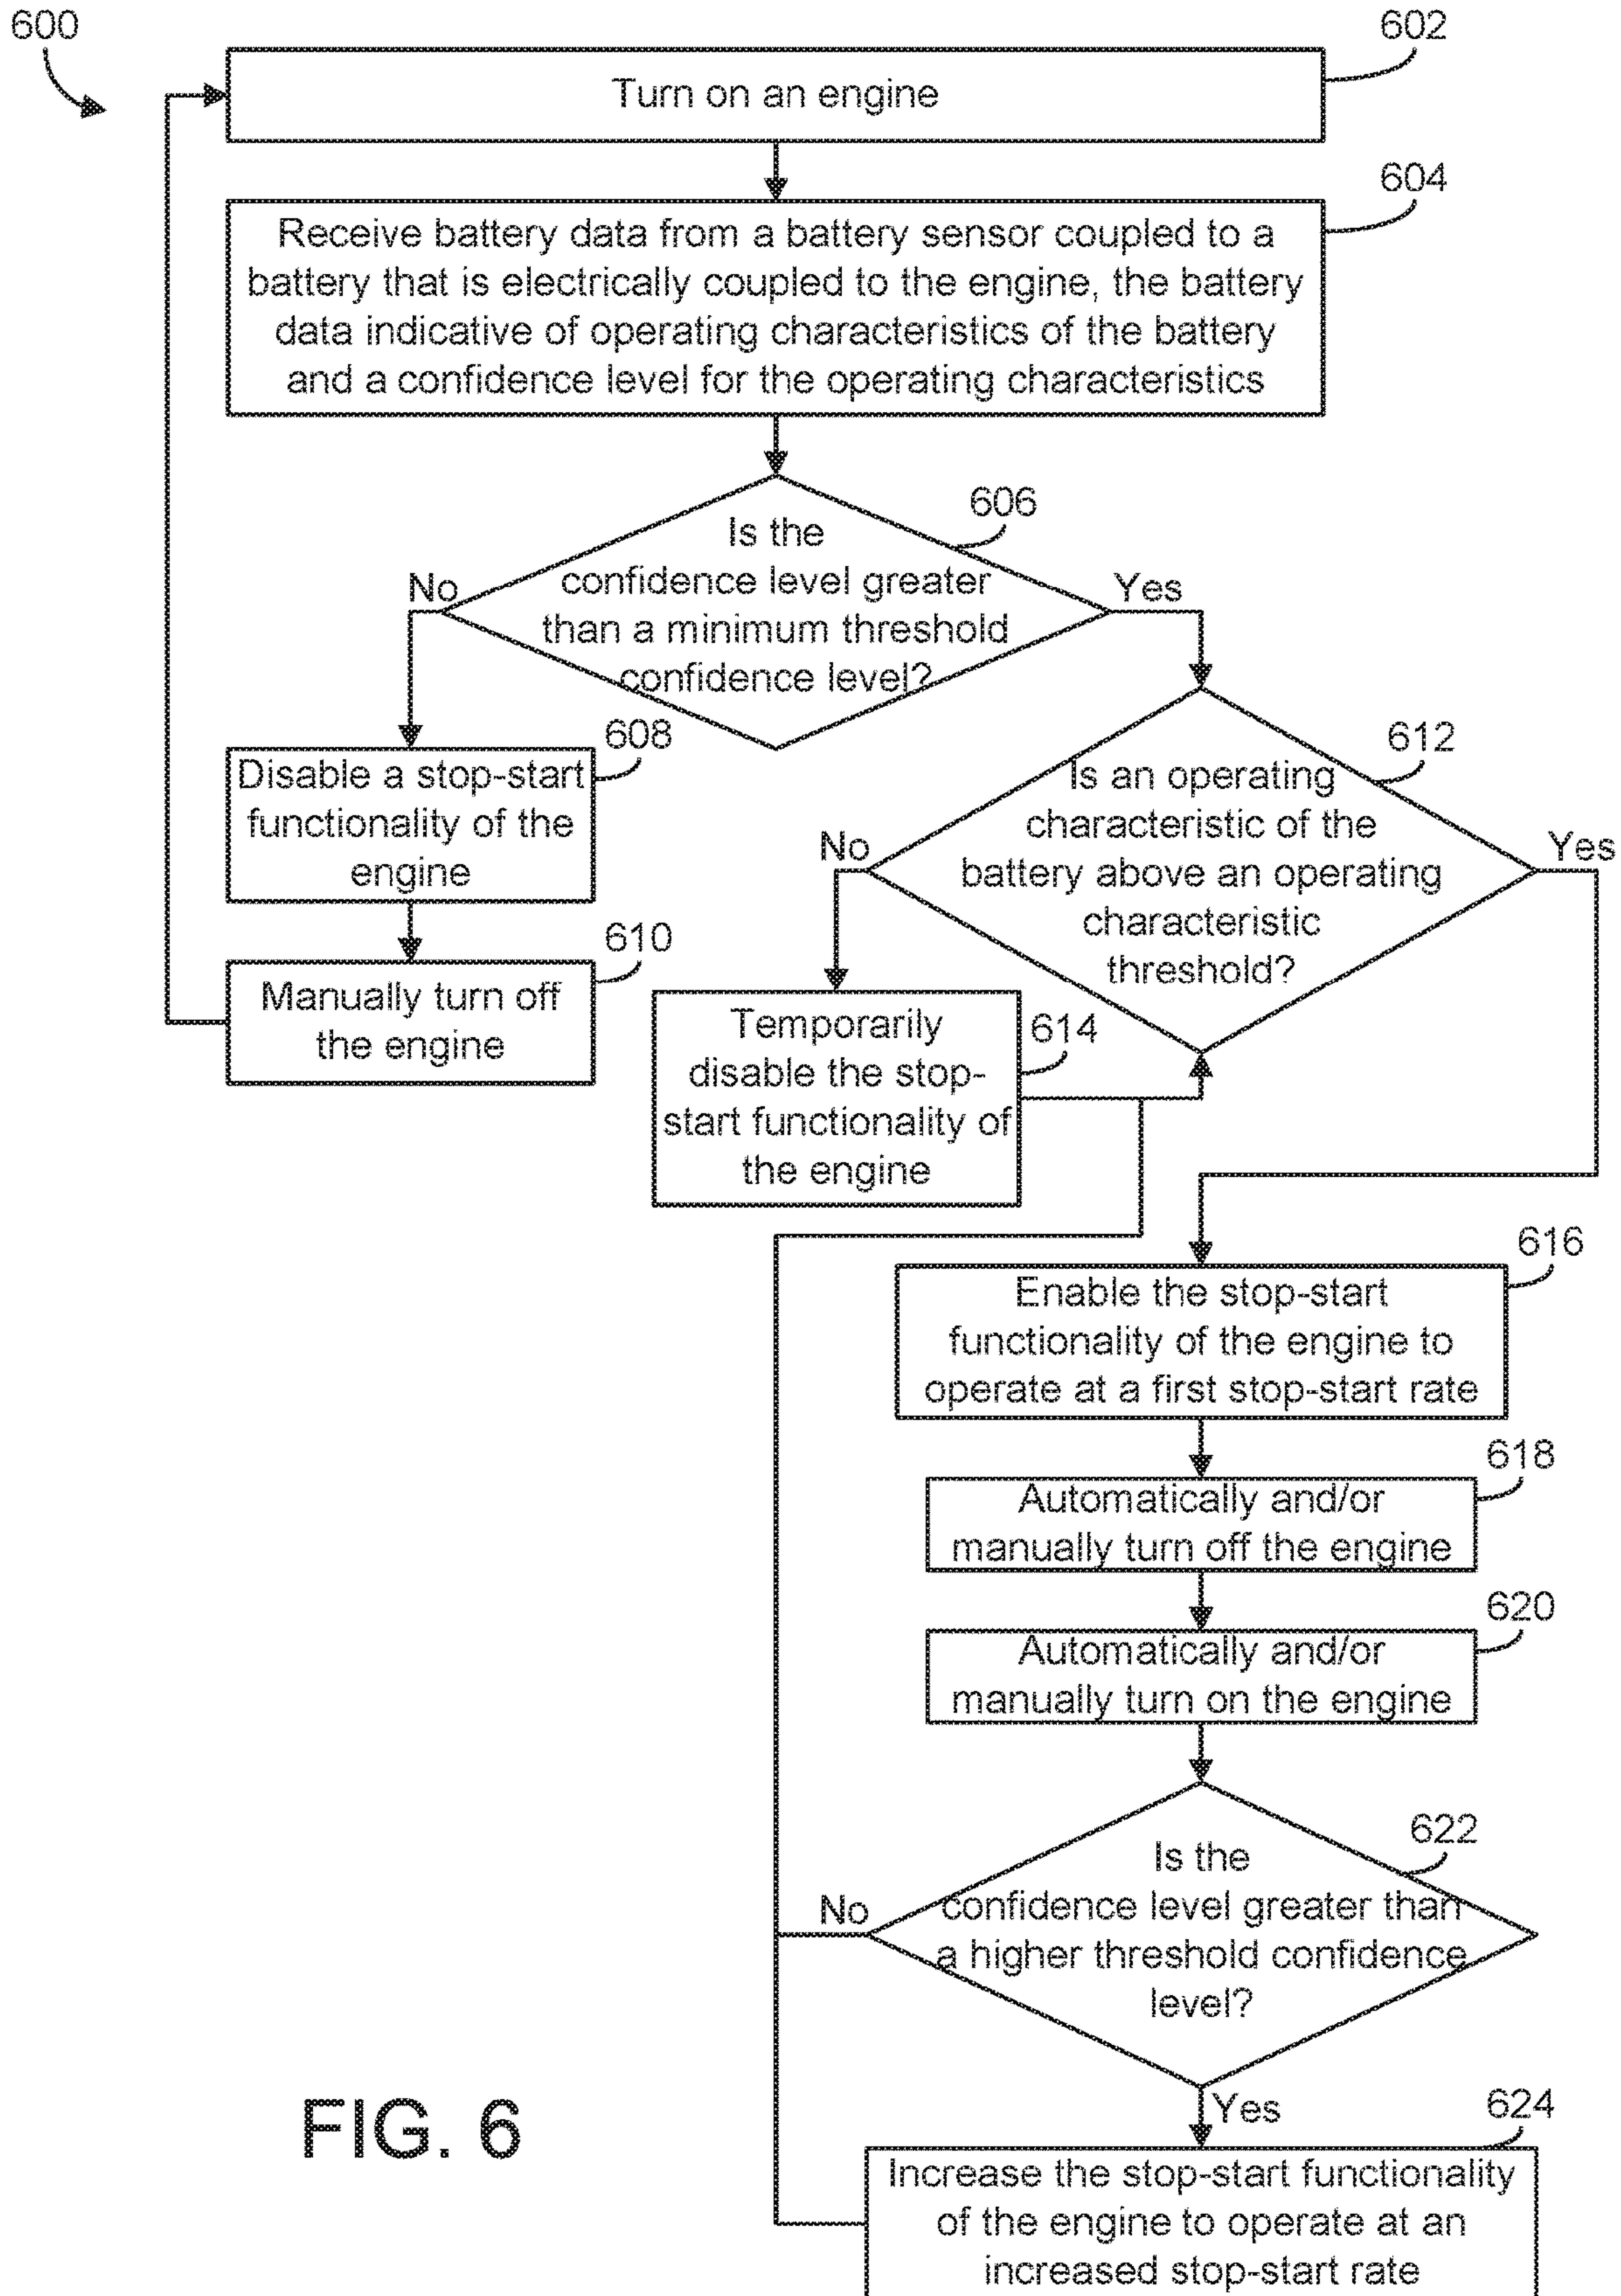 600
602
Turn on an engine
604
Receive battery data from a battery sensor coupled to a
battery that is electrically coupled to the engine, the battery
data indicative of operating characteristics of the battery
and a confidence level for the operating characteristics
606
Is the
confidence level greater
than a minimum threshold
confidence level?
No
Yes
608
Disable a stop-start
functionality of the
engine
610
Manually turn off
the engine
612
Is an operating
characteristic of the
battery above an operating
characteristic
threshold?
No
Yes
614
Temporarily
disable the stop-
start functionality of
the engine
616
Enable the stop-start
functionality of the engine to
operate at a first stop-start rate
618
Automatically and/or
manually turn off the engine
620
Automatically and/or
manually turn on the engine
622
Is the
confidence level greater than
a higher threshold confidence
level?
No
Yes
624
Increase the stop-start functionality
of the engine to operate at an
increased stop-start rate
FIG. 6